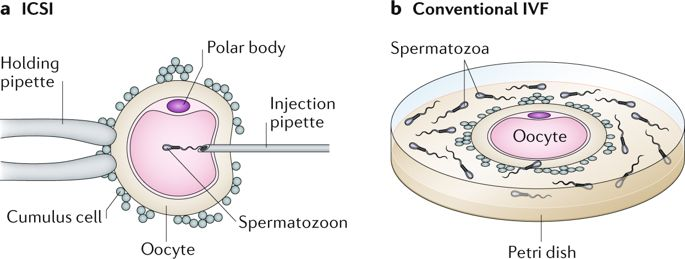 a ICSI
Polar body
Holding
pipette
Injection
pipette
Cumulus cell
Spermatozoon
Oocyte
b Conventional IVF
Spermatozoa
Oocyte
Petri dish